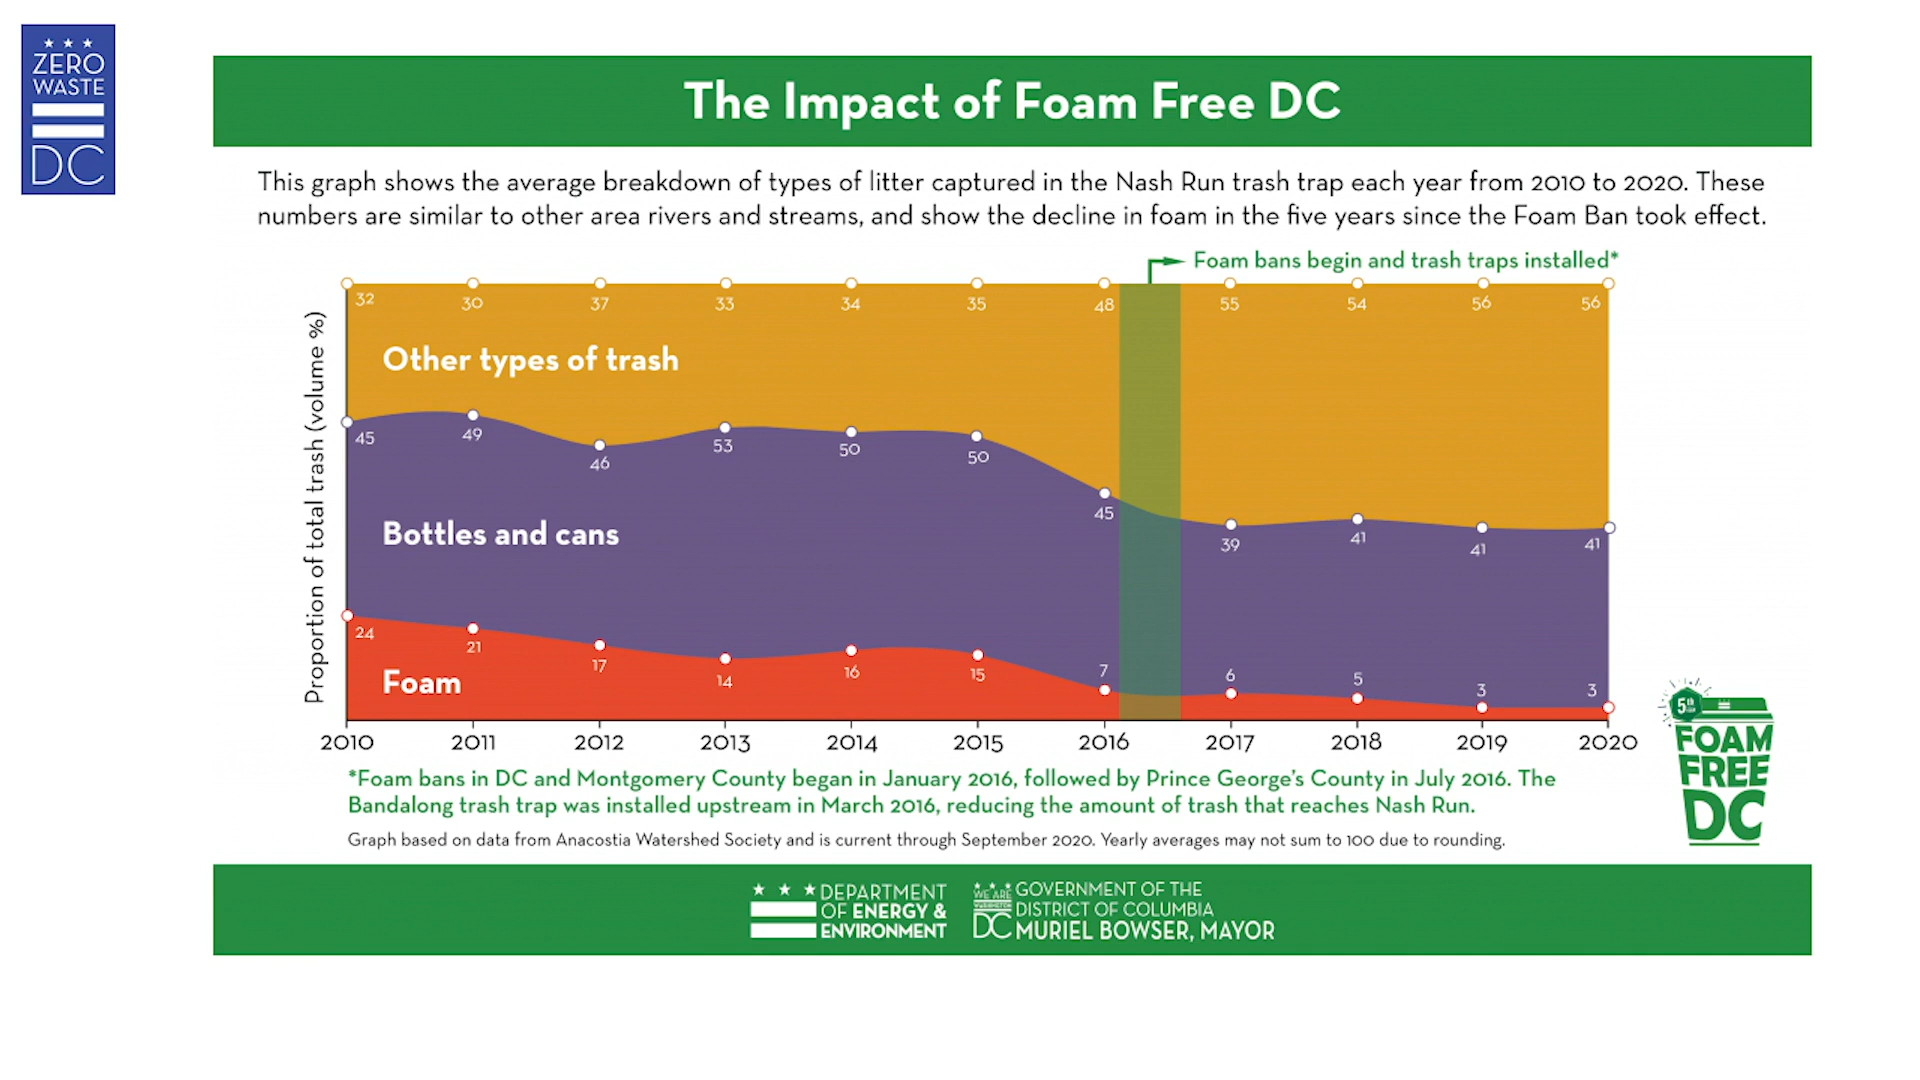 ZERO
WASTE
DC
The Impact of Foam Free DC
This graph shows the average breakdown of types of litter captured in the Nash Run trash trap each year from 2010 to 2020. These
numbers are similar to other area rivers and streams, and show the decline in foam in the five years since the Foam Ban took effect.
Foam bans begin and trash traps installed*
32 30 37 33 34 35 48 55 54 56 56
Other types of trash
45 49 46 53 50 50 45 39 41 41 41
Bottles and cans
24 21 17 14 16 15 7 6 5 3 3
Foam
Proportion of total trash (volume %)
2010 2011 2012 2013 2014 2015 2016 2017 2018 2019 2020
*Foam bans in DC and Montgomery County began in January 2016, followed by Prince George's County in July 2016. The
Bandalong trash trap was installed upstream in March 2016, reducing the amount of trash that reaches Nash Run.
Graph based on data from Anacostia Watershed Society and is current through September 2020. Yearly averages may not sum to 100 due to rounding.
5th
FOAM
FREE
DC
DEPARTMENT
OF ENERGY &
ENVIRONMENT
WE ARE
WASHINGTON
DC
GOVERNMENT OF THE
DISTRICT OF COLUMBIA
MURIEL BOWSER, MAYOR